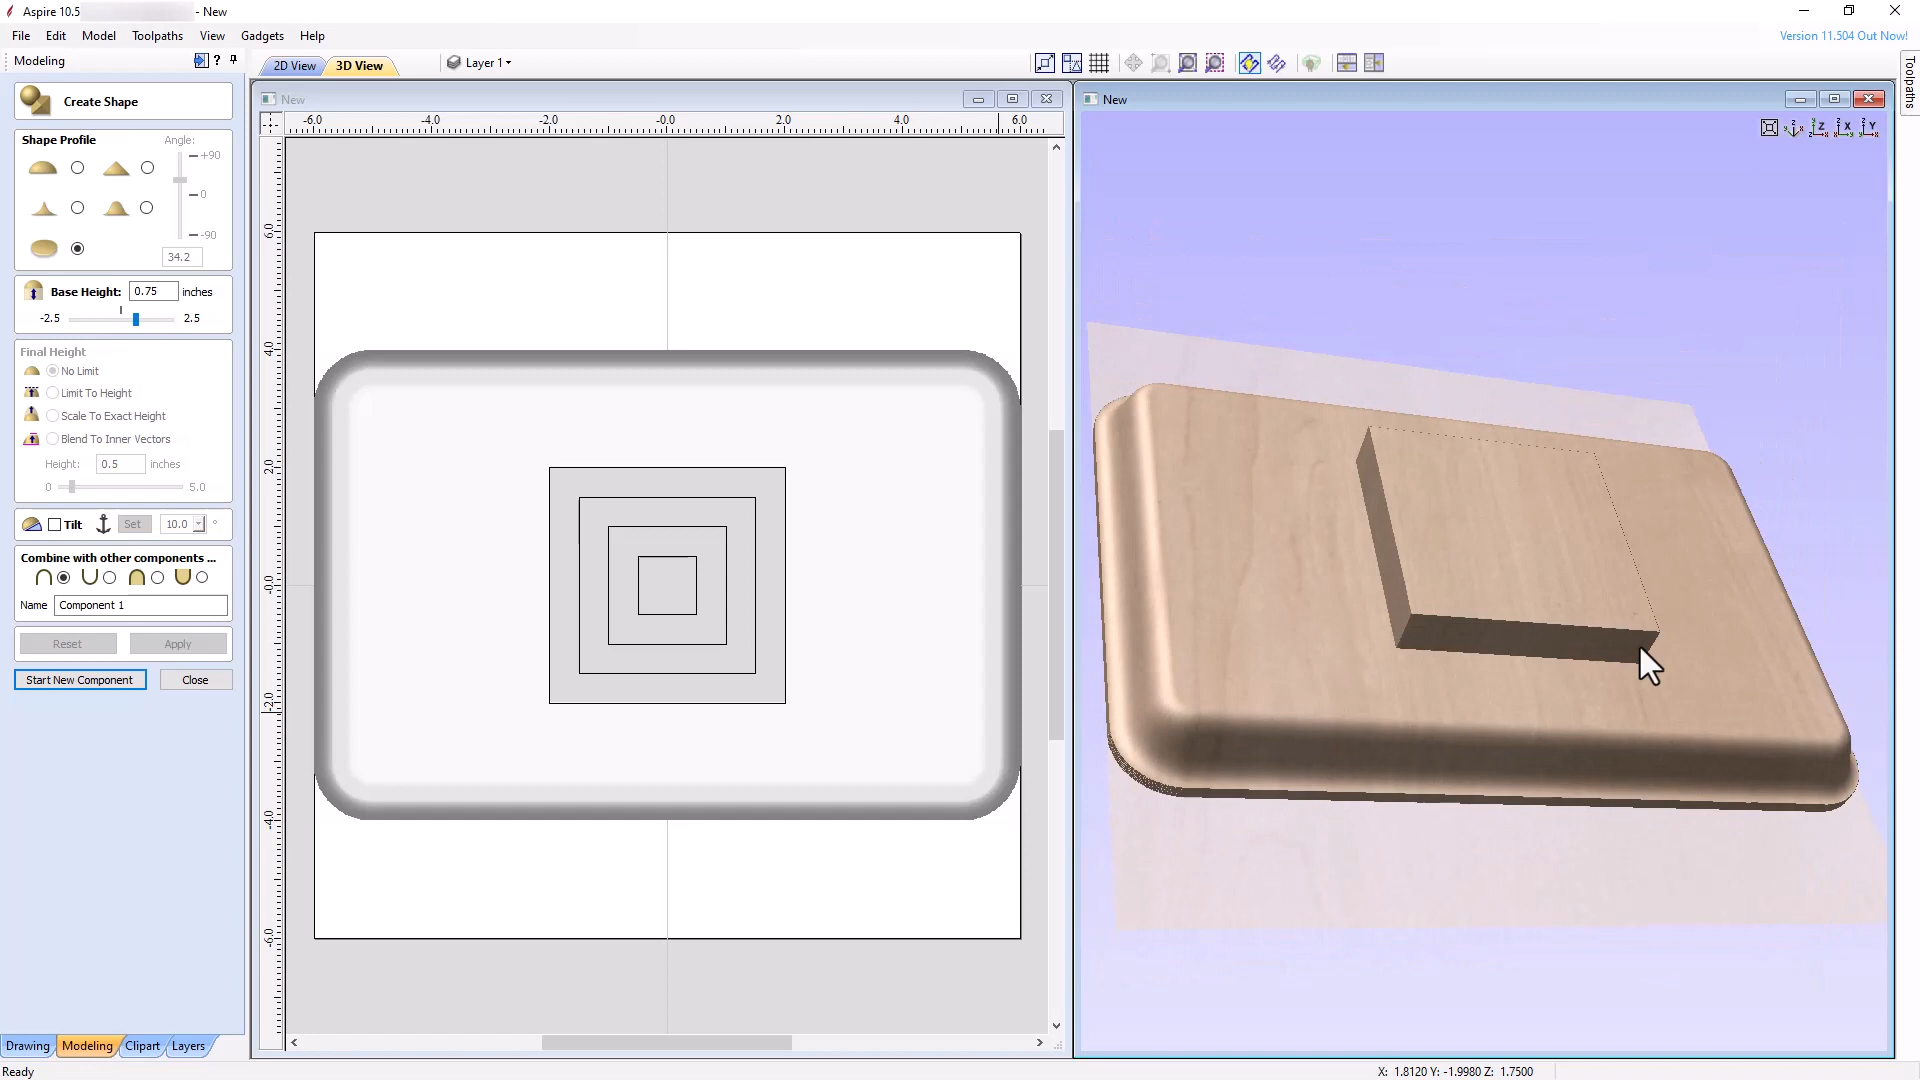 Aspire 10.5 - New
File Edit Model Toolpaths View Gadgets Help
Version 11.504 Out Now!
Modeling
?
2D View 3D View
Layer 1
Toolpaths
Create Shape
New
New
-6.0 -4.0 -2.0 -0.0 2.0 4.0 6.0
Shape Profile
Angle:
+90
0
-90
34.2
Base Height: 0.75 inches
-2.5 2.5
Final Height
No Limit
Limit To Height
Scale To Exact Height
Blend To Inner Vectors
Height: 0.5 inches
0 5.0
Tilt Set 10.0 °
Combine with other components ...
Name Component 1
Reset Apply
Start New Component Close
6.0
4.0
2.0
-0.0
-2.0
-4.0
-6.0
Drawing Modeling Clipart Layers
Ready
X: 1.8120 Y: -1.9980 Z: 1.7500